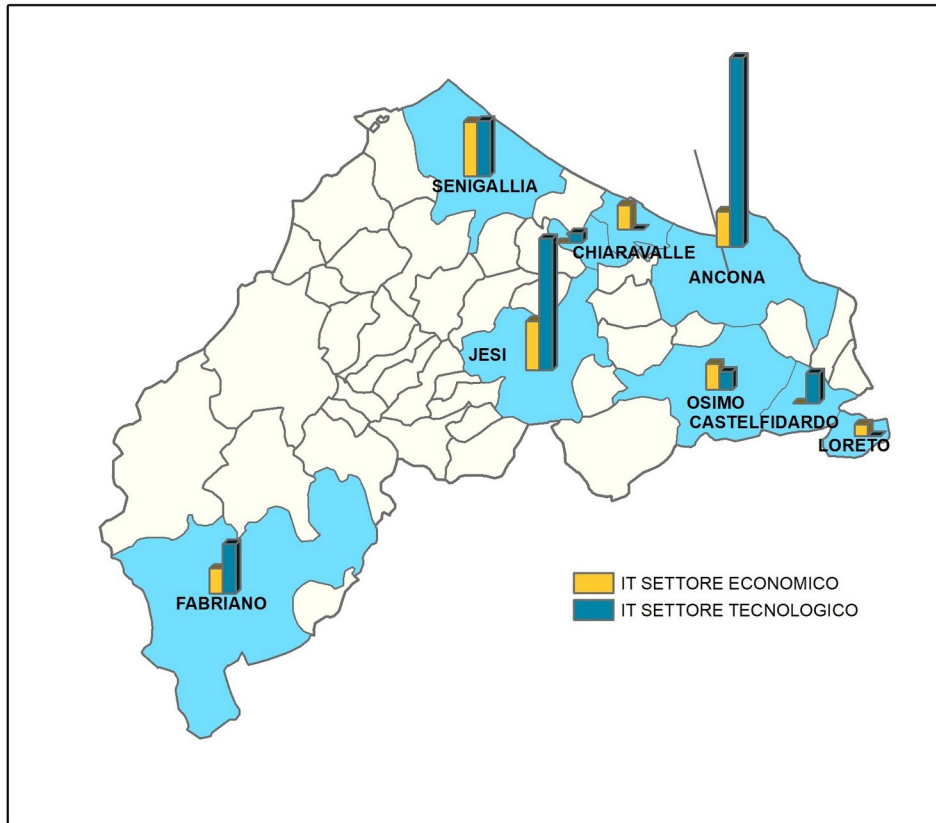 SENIGALLIA
CHIARAVALLE
ANCONA
JESI
OSIMO
CASTELFIDARDO
LORETO
IT SETTORE ECONOMICO
IT SETTORE TECNOLOGICO
FABRIANO